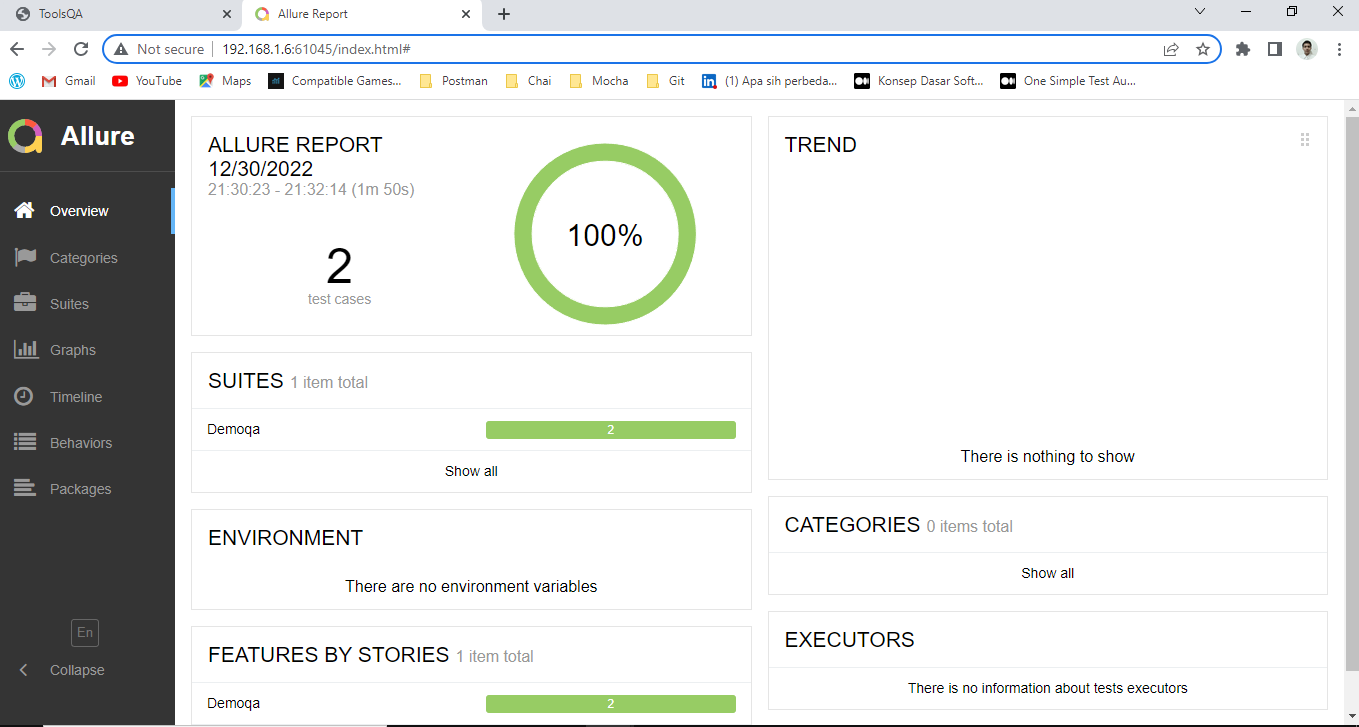 ToolsQA
Allure Report
Not secure
192.168.1.6:61045/index.html#
Gmail
YouTube
Maps
Compatible Games...
Postman
Chai
Mocha
Git
(1) Apa sih perbeda...
Konsep Dasar Soft...
One Simple Test Au...
Allure
Overview
Categories
Suites
Graphs
Timeline
Behaviors
Packages
En
Collapse
ALLURE REPORT
12/30/2022
21:30:23 - 21:32:14 (1m 50s)
2
test cases
100%
SUITES 1 item total
Demoqa 2
Show all
ENVIRONMENT
There are no environment variables
FEATURES BY STORIES 1 item total
Demoqa 2
TREND
There is nothing to show
CATEGORIES 0 items total
Show all
EXECUTORS
There is no information about tests executors